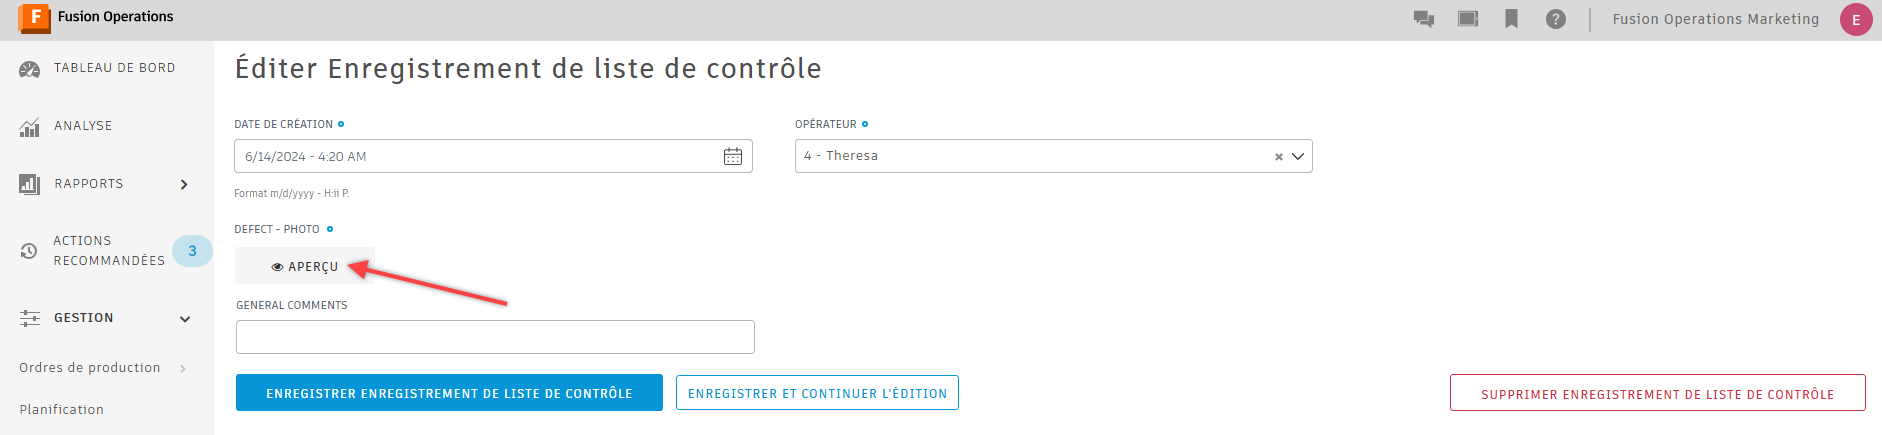 F Fusion Operations
? Fusion Operations Marketing E
TABLEAU DE BORD
ANALYSE
RAPPORTS
ACTIONS
RECOMMANDÉES
3
GESTION
Ordres de production
Planification
Éditer Enregistrement de liste de contrôle
DATE DE CRÉATION
6/14/2024 - 4:20 AM
Format m/d/yyyy - H:ii P.
OPÉRATEUR
4 - Theresa
DEFECT - PHOTO
APERÇU
GENERAL COMMENTS
ENREGISTRER ENREGISTREMENT DE LISTE DE CONTRÔLE
ENREGISTRER ET CONTINUER L'ÉDITION
SUPPRIMER ENREGISTREMENT DE LISTE DE CONTRÔLE